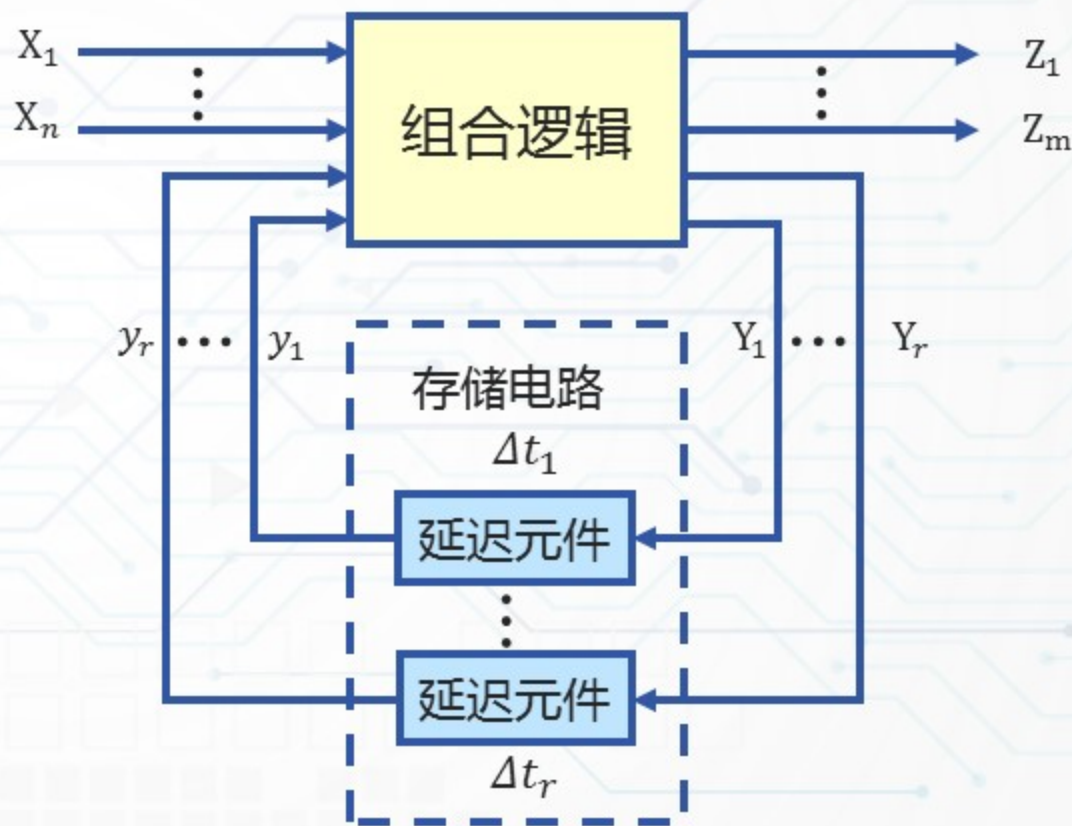 X₁ Z₁
⋮ ⋮
Xₙ 组合逻辑 Zₘ
yᵣ ⋯ y₁ Y₁ ⋯ Yᵣ
存储电路
Δt₁
延迟元件
⋮
延迟元件
Δtᵣ